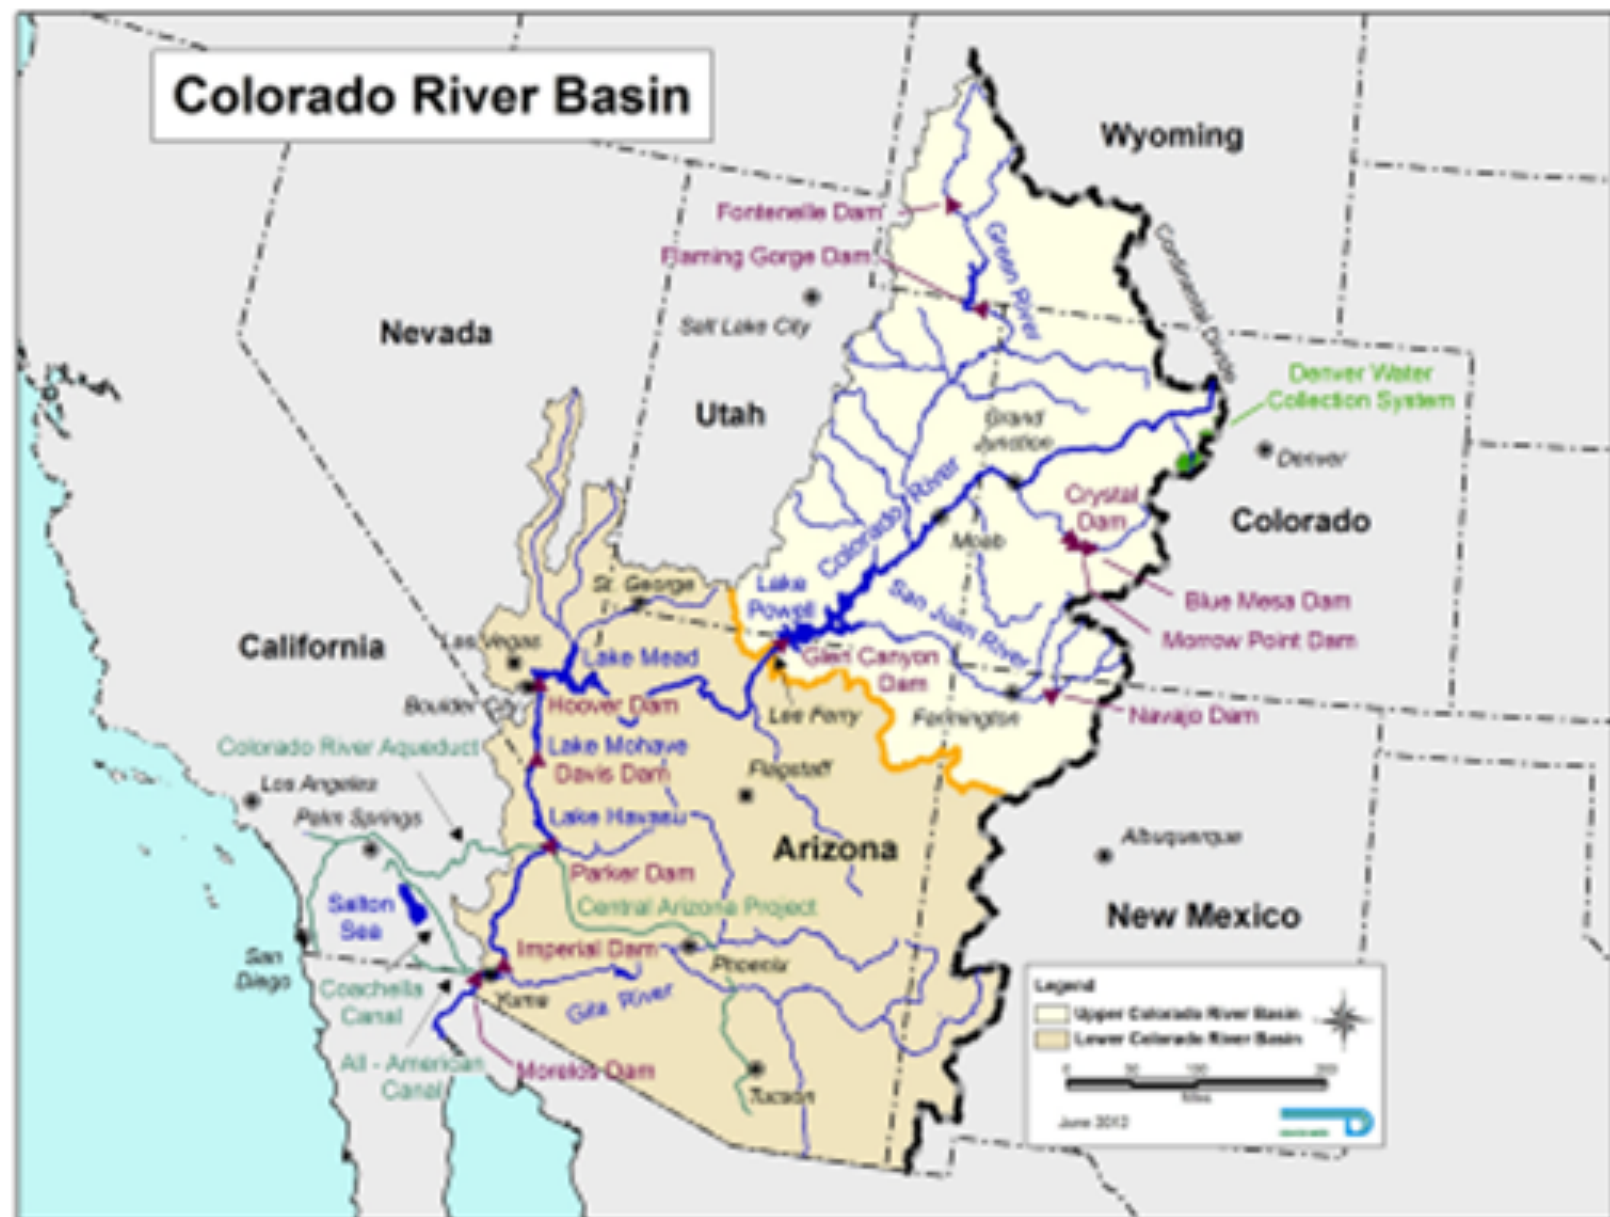 Colorado River Basin
Wyoming
Fontenelle Dam
Flaming Gorge Dam
Green River
Continental Divide
Salt Lake City
Nevada
Utah
Denver Water
Collection System
Grand
Junction
Denver
Colorado River
Crystal
Dam
Colorado
Moab
St. George
Lake
Powell
San Juan River
Blue Mesa Dam
Morrow Point Dam
California
Las Vegas
Lake Mead
Glen Canyon
Dam
Boulder City
Hoover Dam
Lee Ferry
Farmington
Navajo Dam
Colorado River Aqueduct
Lake Mohave
Davis Dam
Flagstaff
Los Angeles
Palm Springs
Lake Havasu
Arizona
Albuquerque
Parker Dam
Salton
Sea
Central Arizona Project
New Mexico
San
Diego
Imperial Dam
Phoenix
Coachella
Canal
Yuma
Gila River
All - American
Canal
Morelos Dam
Tucson
Legend
Upper Colorado River Basin
Lower Colorado River Basin
0 50 100 200
Miles
June 2012